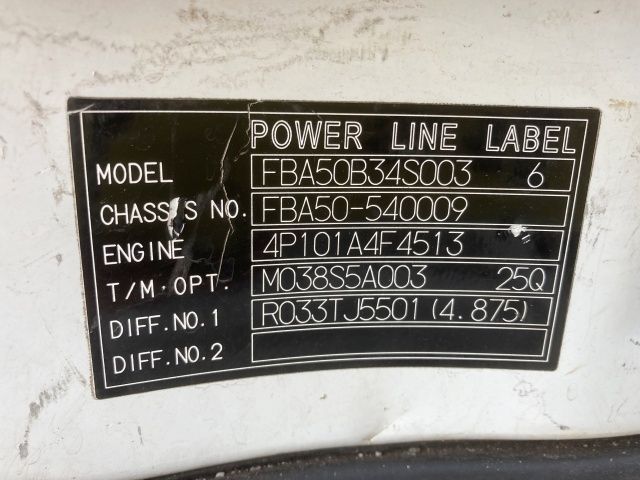 POWER LINE LABEL
MODEL FBA50B34S003 6
CHASSIS NO. FBA50-540009
ENGINE 4P101A4F4513
T/M·OPT. M038S5A003 25Q
DIFF.NO.1 R033TJ5501 (4.875)
DIFF.NO.2